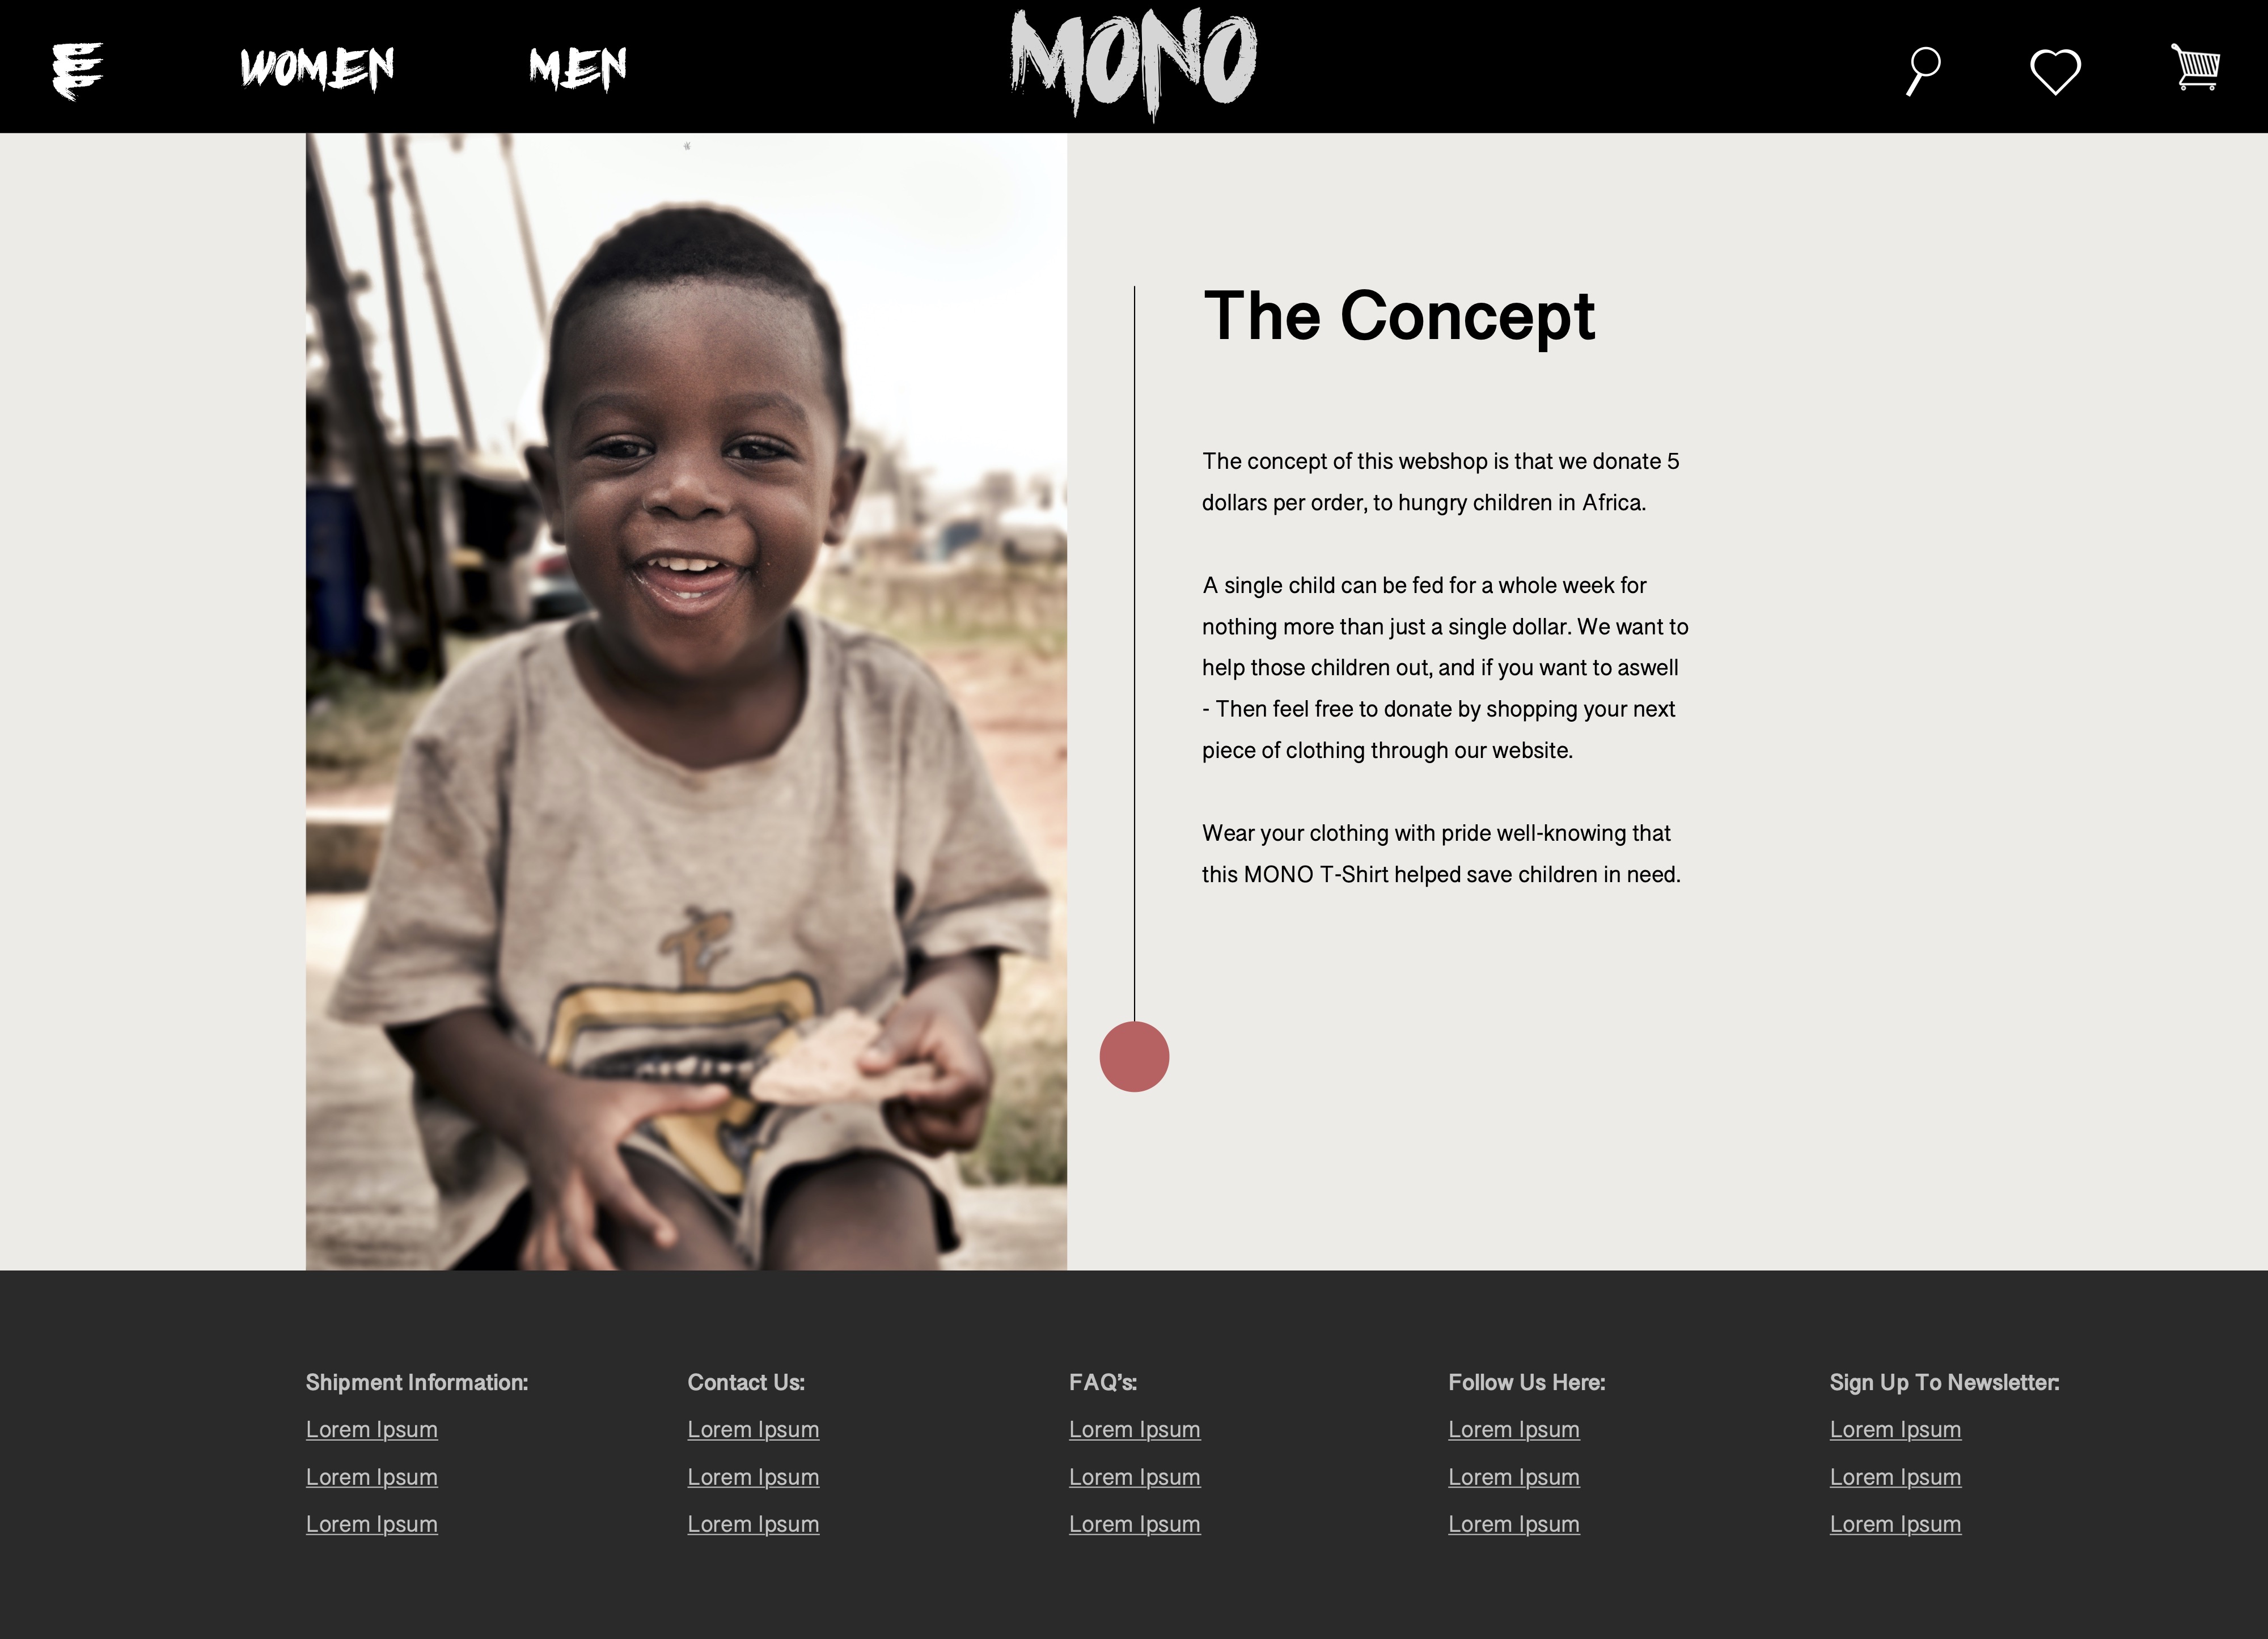 WOMEN
MEN
MONO
The Concept
The concept of this webshop is that we donate 5
dollars per order, to hungry children in Africa.
A single child can be fed for a whole week for
nothing more than just a single dollar. We want to
help those children out, and if you want to aswell
- Then feel free to donate by shopping your next
piece of clothing through our website.
Wear your clothing with pride well-knowing that
this MONO T-Shirt helped save children in need.
Shipment Information:
Lorem Ipsum
Lorem Ipsum
Lorem Ipsum
Contact Us:
Lorem Ipsum
Lorem Ipsum
Lorem Ipsum
FAQ's:
Lorem Ipsum
Lorem Ipsum
Lorem Ipsum
Follow Us Here:
Lorem Ipsum
Lorem Ipsum
Lorem Ipsum
Sign Up To Newsletter:
Lorem Ipsum
Lorem Ipsum
Lorem Ipsum